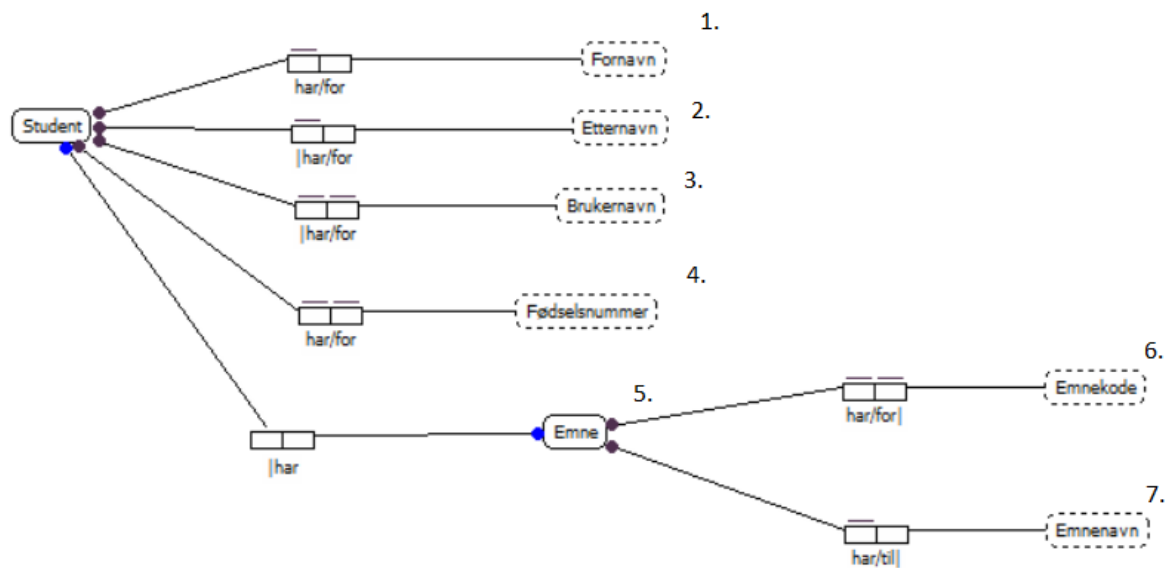 1.
Fornavn
har/for
2.
Student
Etternavn
|har/for
3.
Brukernavn
|har/for
4.
Fødselsnummer
har/for
5.
Emne
|har
6.
Emnekode
har/for|
7.
Emnenavn
har/til|